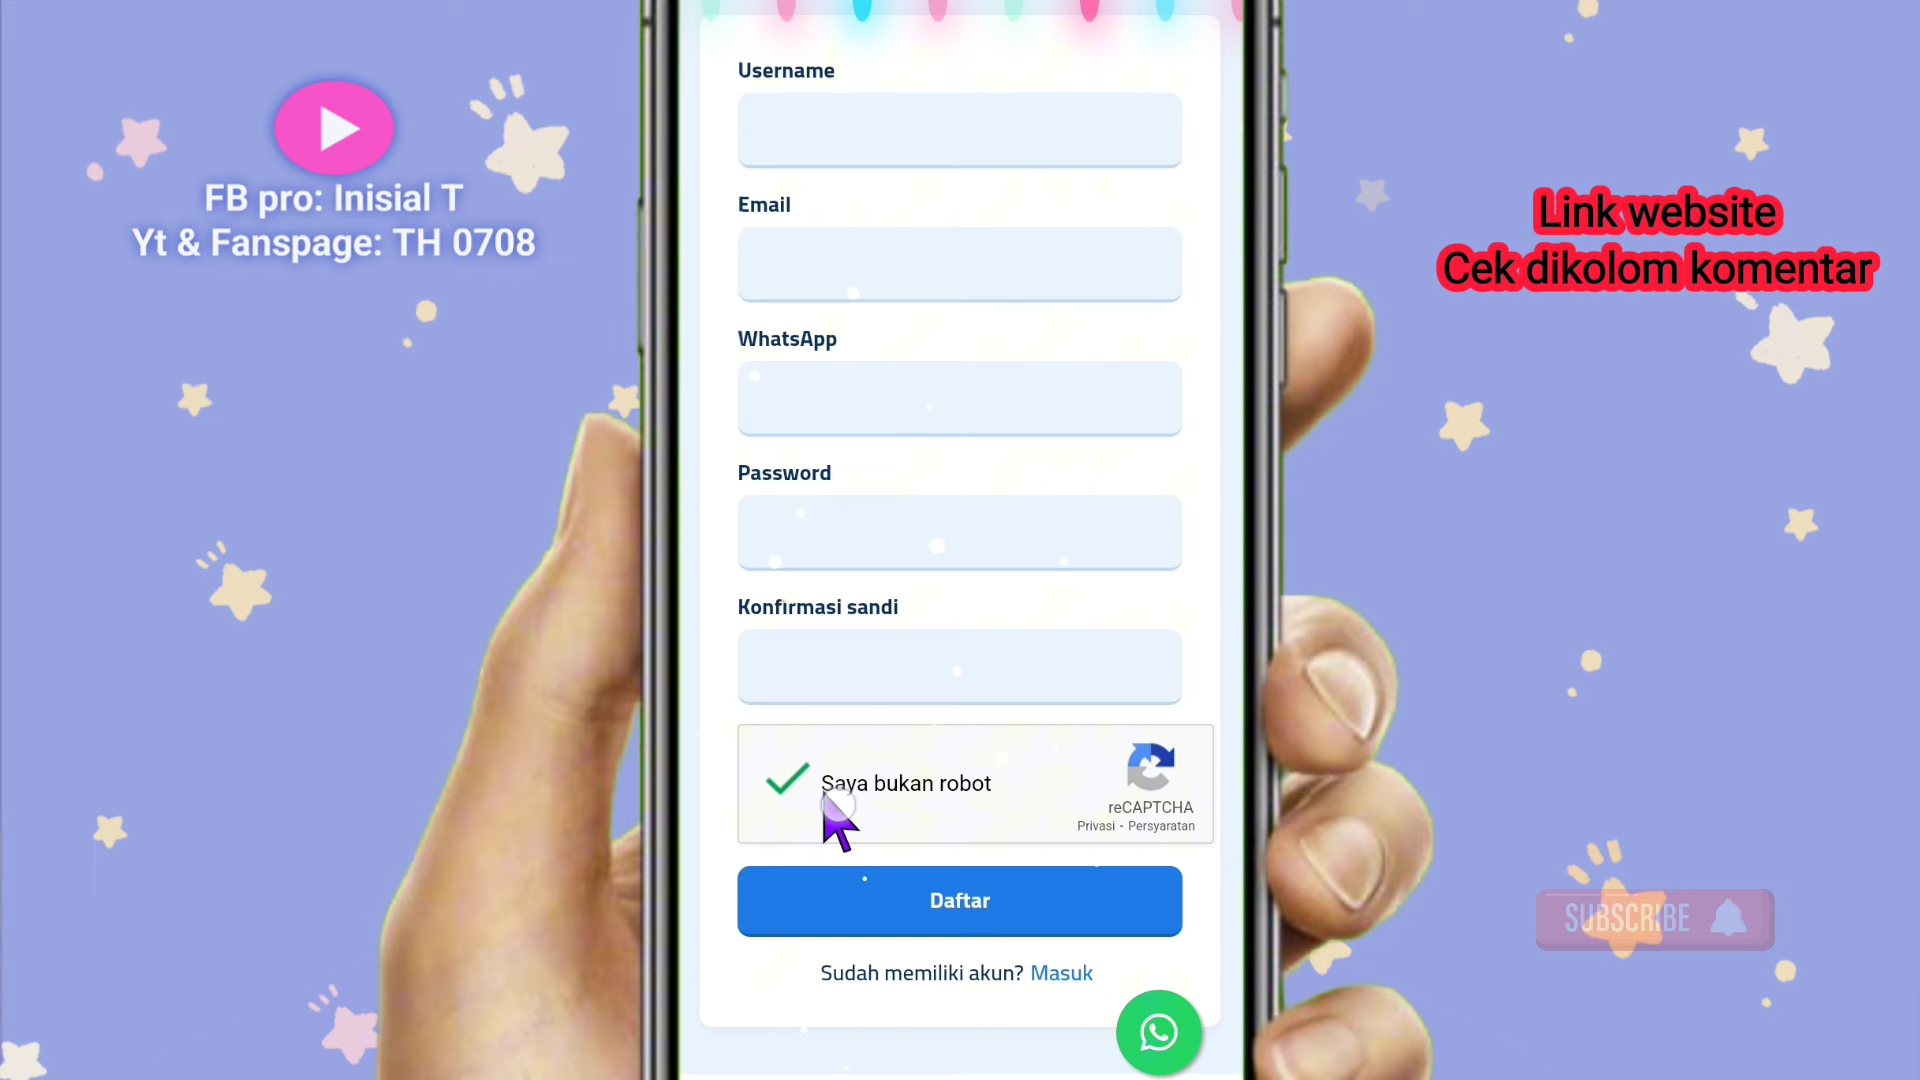 FB pro: Inisial T
Yt & Fanspage: TH 0708
Link website
Cek dikolom komentar
Username
Email
WhatsApp
Password
Konfirmasi sandi
Saya bukan robot
reCAPTCHA
Privasi - Persyaratan
Daftar
Sudah memiliki akun? Masuk
SUBSCRIBE